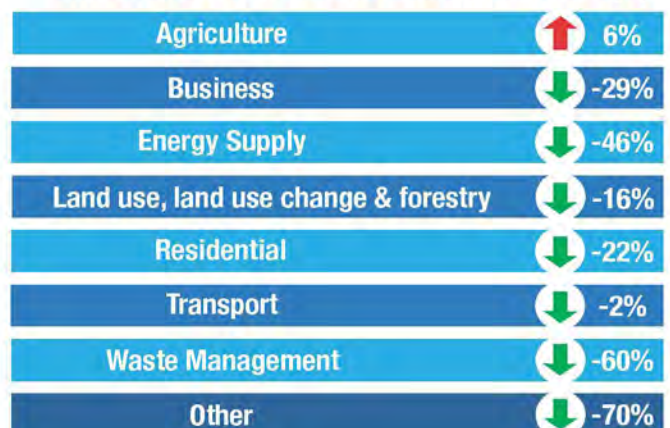 Agriculture 6%
Business -29%
Energy Supply -46%
Land use, land use change & forestry -16%
Residential -22%
Transport -2%
Waste Management -60%
Other -70%